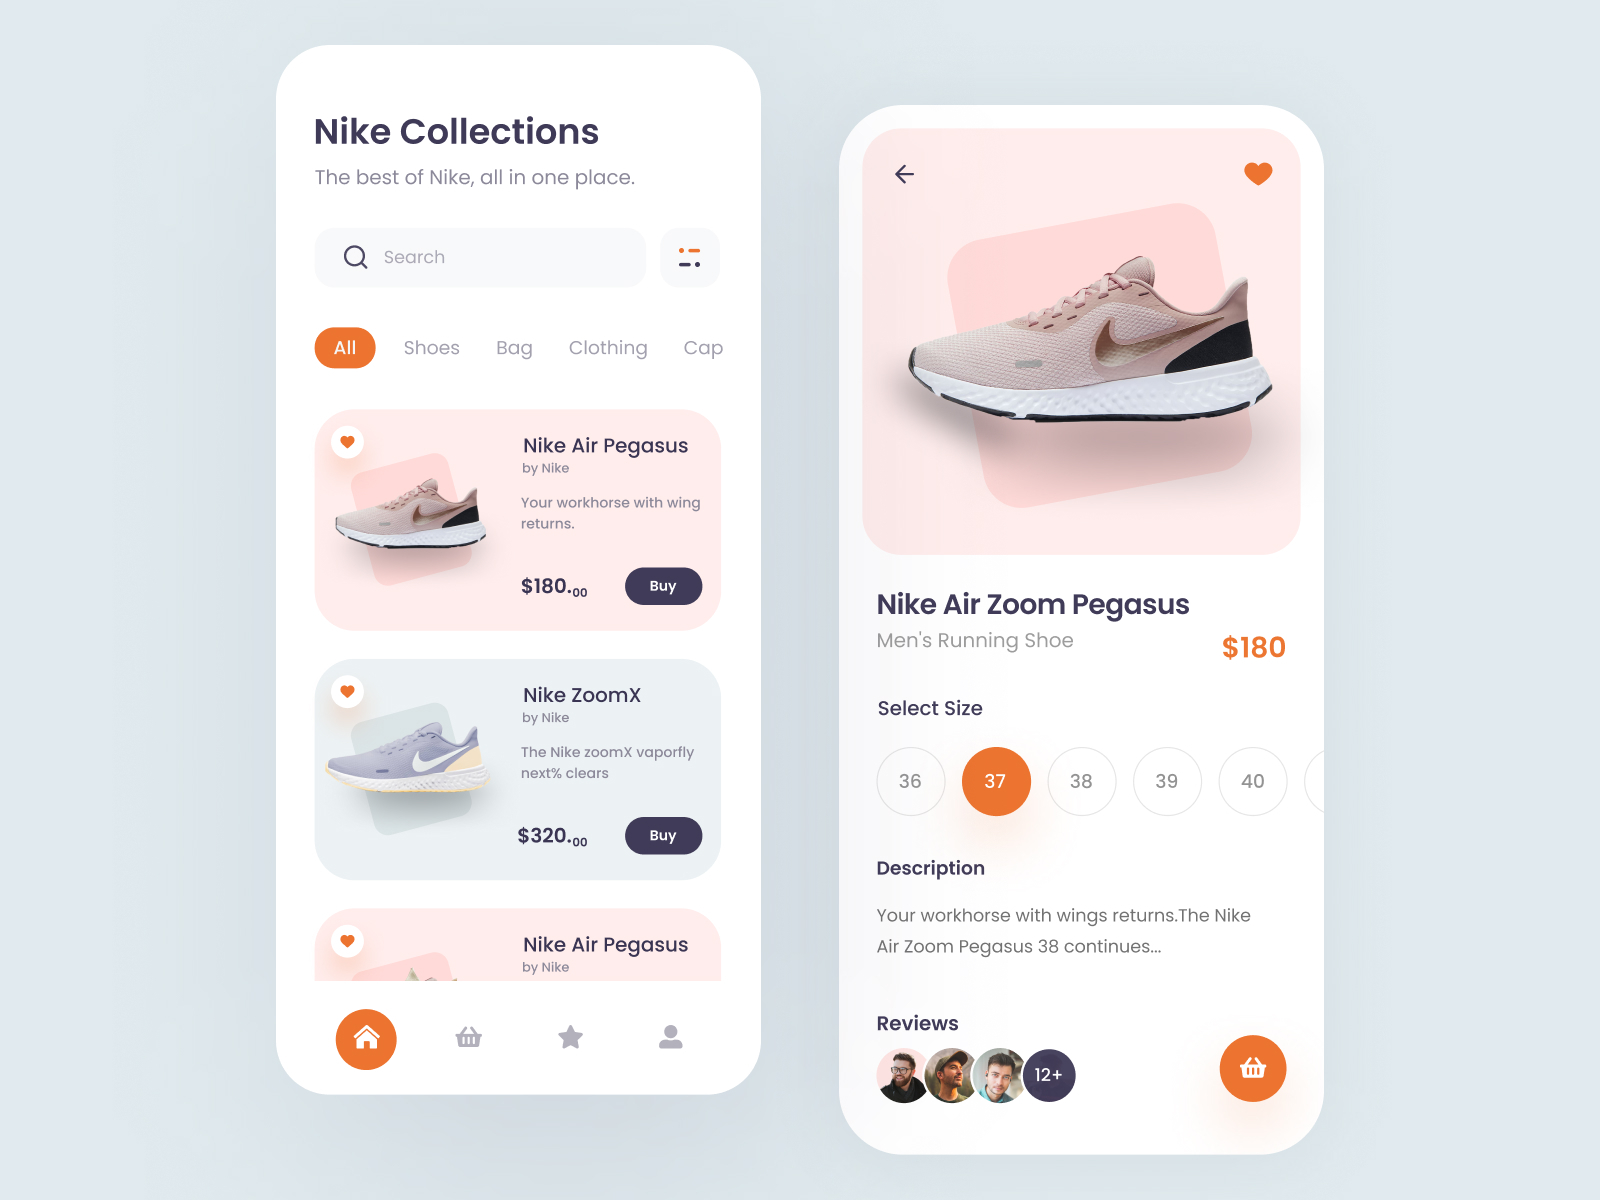 Nike Collections
The best of Nike, all in one place.
Search
All Shoes Bag Clothing Cap
Nike Air Pegasus
by Nike
Your workhorse with wing
returns.
$180.00 Buy
Nike ZoomX
by Nike
The Nike zoomX vaporfly
next% clears
$320.00 Buy
Nike Air Pegasus
by Nike
Nike Air Zoom Pegasus
Men's Running Shoe
$180
Select Size
36 37 38 39 40
Description
Your workhorse with wings returns.The Nike
Air Zoom Pegasus 38 continues...
Reviews
12+